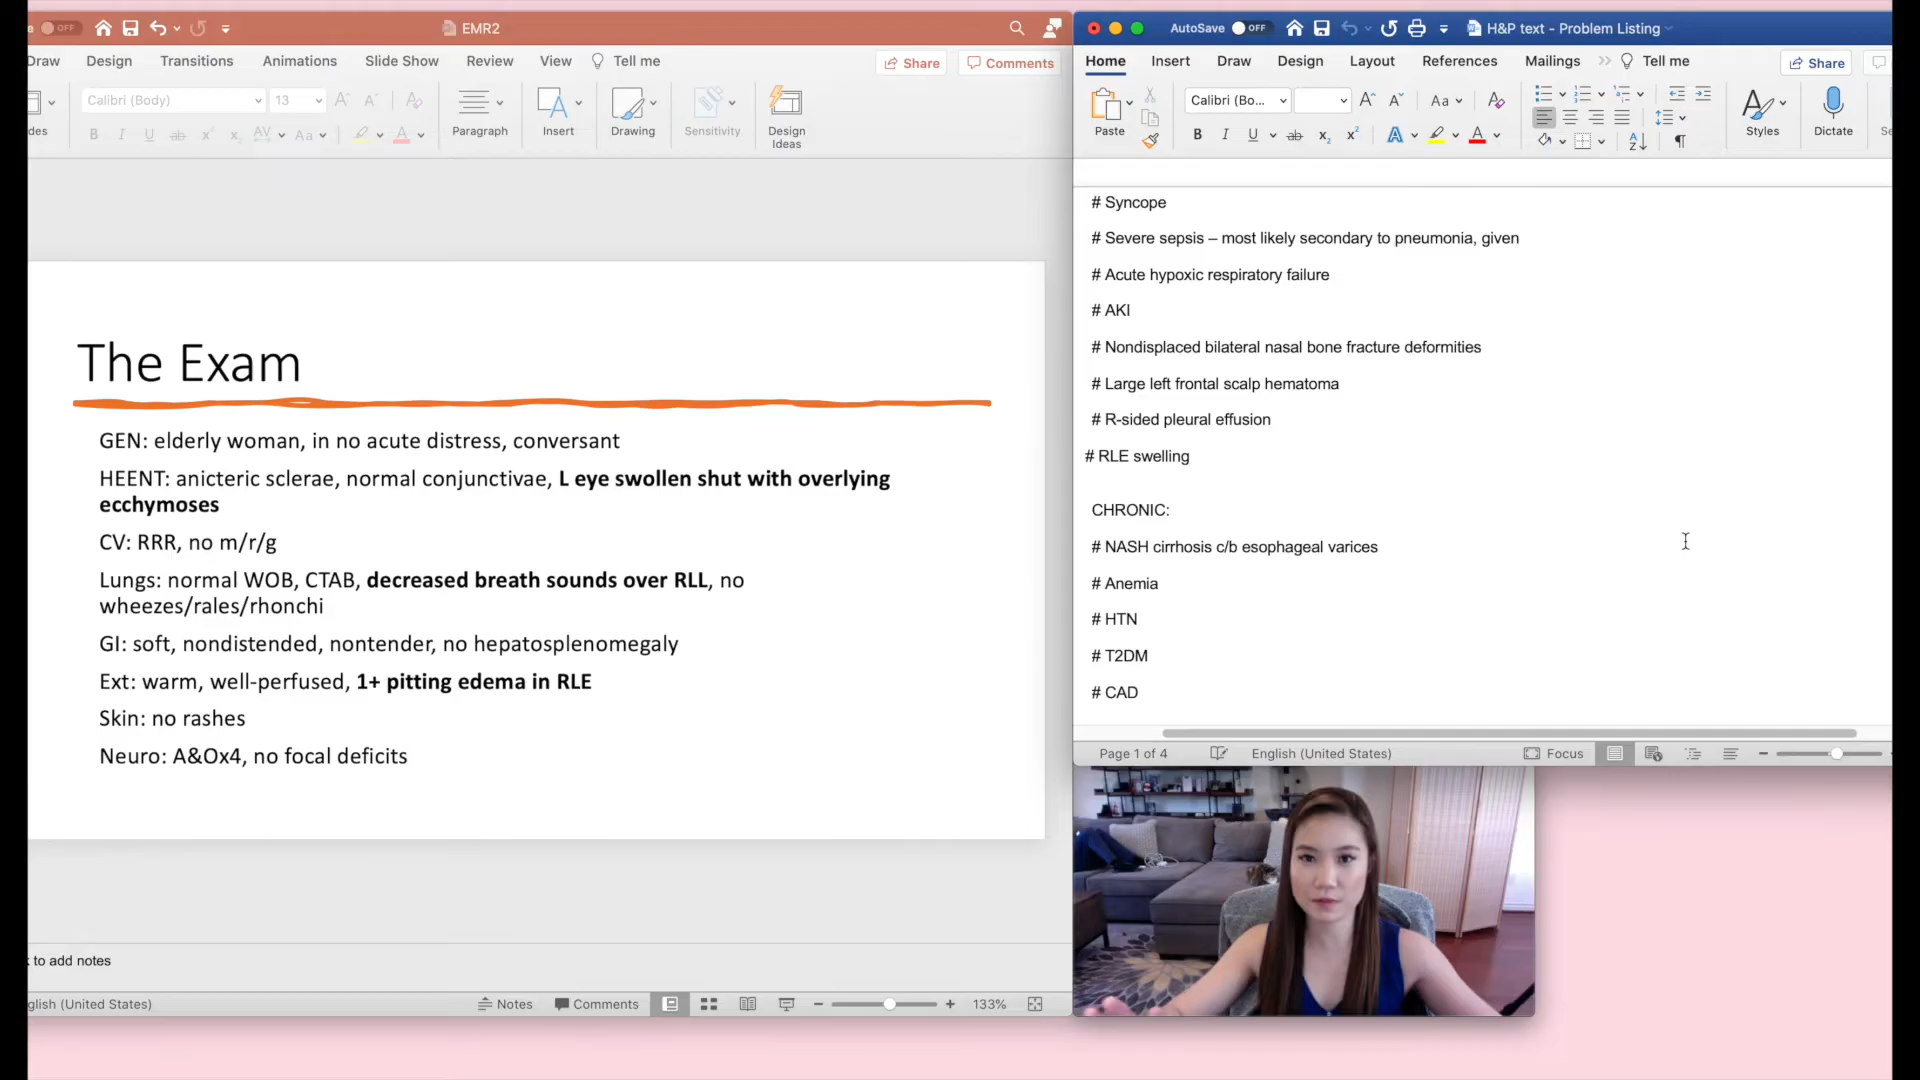 OFF
EMR2
Draw Design Transitions Animations Slide Show Review View Tell me
Share Comments
Calibri (Body) 13
Paragraph Insert Drawing Sensitivity Design
Ideas
The Exam
GEN: elderly woman, in no acute distress, conversant
HEENT: anicteric sclerae, normal conjunctivae, L eye swollen shut with overlying
ecchymoses
CV: RRR, no m/r/g
Lungs: normal WOB, CTAB, decreased breath sounds over RLL, no
wheezes/rales/rhonchi
GI: soft, nondistended, nontender, no hepatosplenomegaly
Ext: warm, well-perfused, 1+ pitting edema in RLE
Skin: no rashes
Neuro: A&Ox4, no focal deficits
to add notes
glish (United States)
Notes Comments 133%
AutoSave OFF H&P text - Problem Listing
Home Insert Draw Design Layout References Mailings Tell me
Share
Calibri (Bo...
Paste
Styles Dictate
# Syncope
# Severe sepsis – most likely secondary to pneumonia, given
# Acute hypoxic respiratory failure
# AKI
# Nondisplaced bilateral nasal bone fracture deformities
# Large left frontal scalp hematoma
# R-sided pleural effusion
# RLE swelling
CHRONIC:
# NASH cirrhosis c/b esophageal varices
# Anemia
# HTN
# T2DM
# CAD
Page 1 of 4 English (United States) Focus